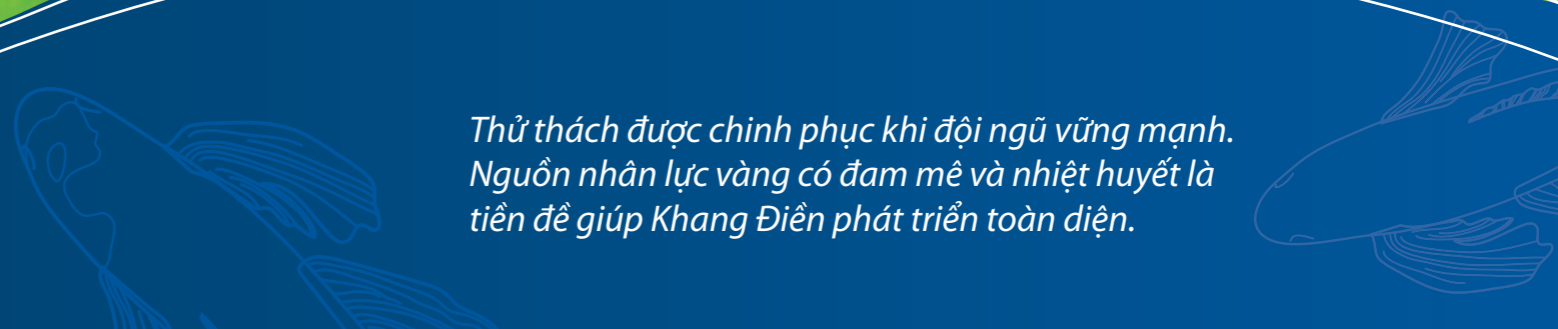 Thử thách được chinh phục khi đội ngũ vững mạnh.
Nguồn nhân lực vàng có đam mê và nhiệt huyết là
tiền đề giúp Khang Điền phát triển toàn diện.